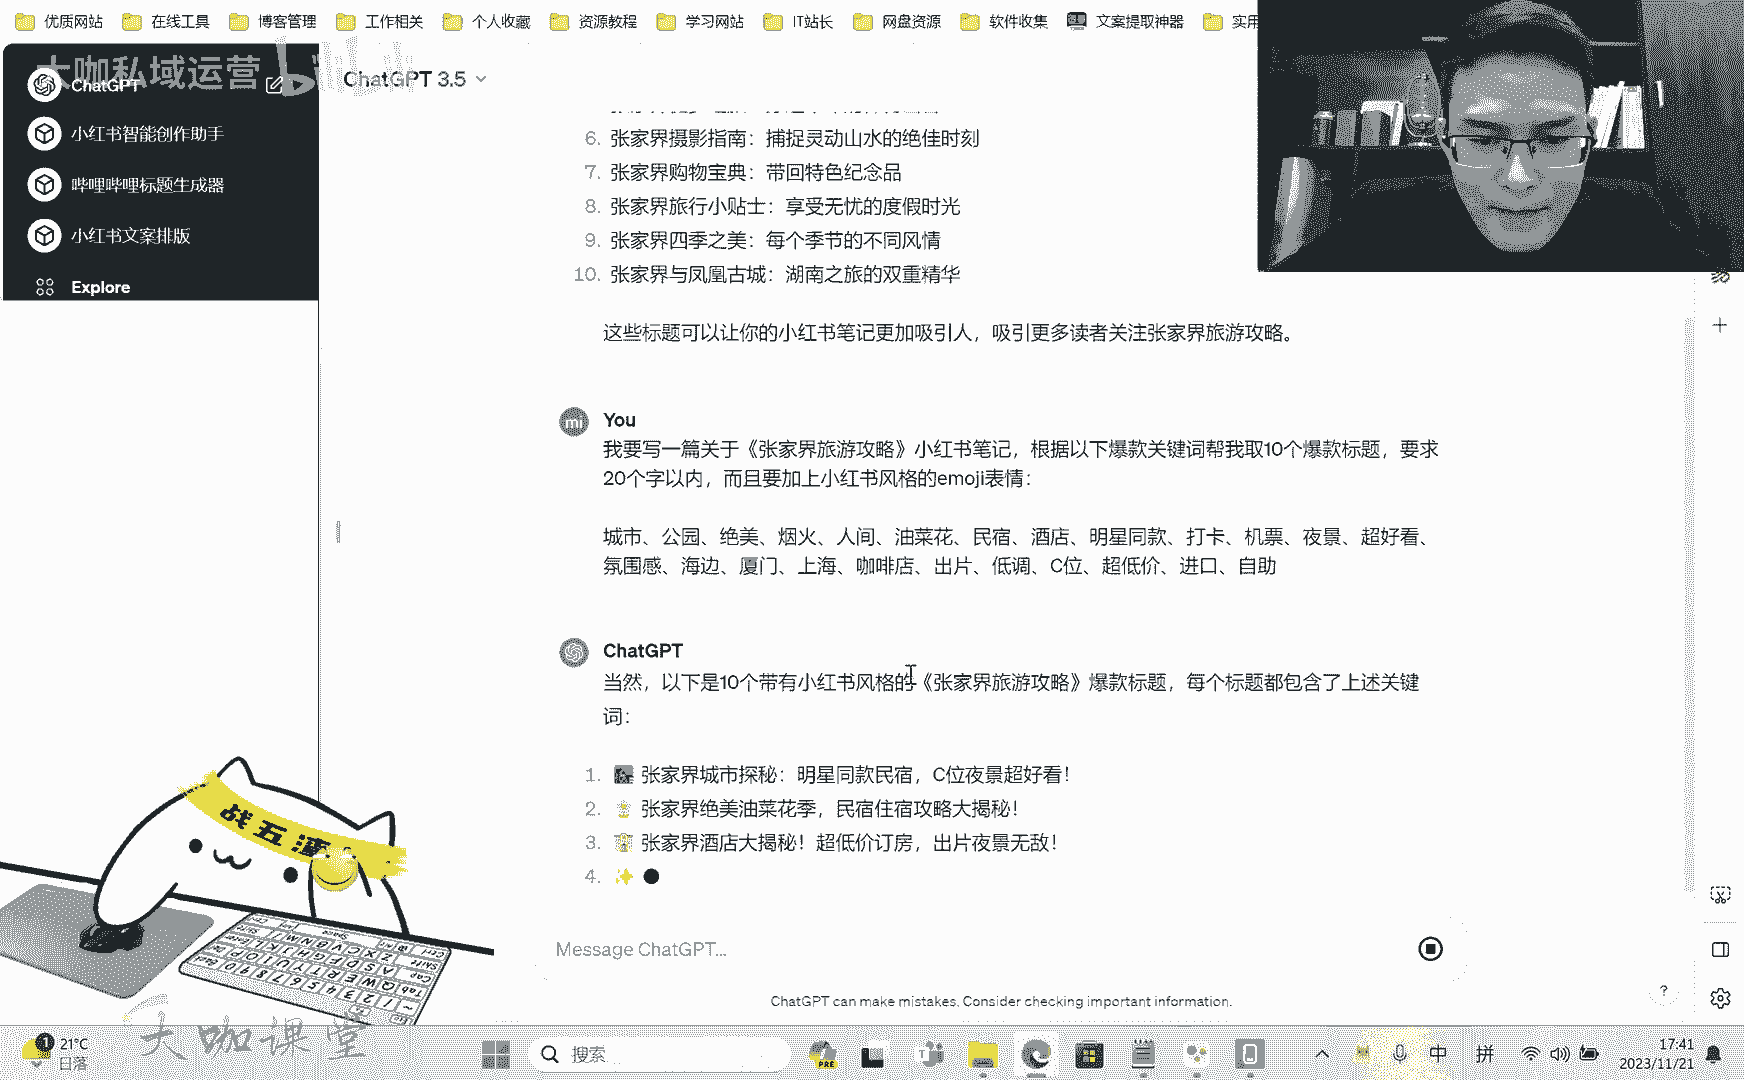 优质网站 在线工具 博客管理 工作相关 个人收藏 资源教程 学习网站 IT站长 网盘资源 软件收集 文案提取神器 实用
大咖私域运营 bilibili
ChatGPT
ChatGPT 3.5
小红书智能创作助手
哔哩哔哩标题生成器
小红书文案排版
Explore
6. 张家界摄影指南：捕捉灵动山水的绝佳时刻
7. 张家界购物宝典：带回特色纪念品
8. 张家界旅行小贴士：享受无忧的度假时光
9. 张家界四季之美：每个季节的不同风情
10. 张家界与凤凰古城：湖南之旅的双重精华
这些标题可以让你的小红书笔记更加吸引人，吸引更多读者关注张家界旅游攻略。
mi
You
我要写一篇关于《张家界旅游攻略》小红书笔记，根据以下爆款关键词帮我取10个爆款标题，要求
20个字以内，而且要加上小红书风格的emoji表情：
城市、公园、绝美、烟火、人间、油菜花、民宿、酒店、明星同款、打卡、机票、夜景、超好看、
氛围感、海边、厦门、上海、咖啡店、出片、低调、C位、超低价、进口、自助
ChatGPT
当然，以下是10个带有小红书风格的《张家界旅游攻略》爆款标题，每个标题都包含了上述关键
词：
1. 🌃 张家界城市探秘：明星同款民宿，C位夜景超好看！
2. 张家界绝美油菜花季，民宿住宿攻略大揭秘！
3. 张家界酒店大揭秘！超低价订房，出片夜景无敌！
4. ✨
Message ChatGPT...
ChatGPT can make mistakes. Consider checking important information.
?
大咖课堂
1
21°C
日落
搜索
PRE
中
拼
17:41
2023/11/21